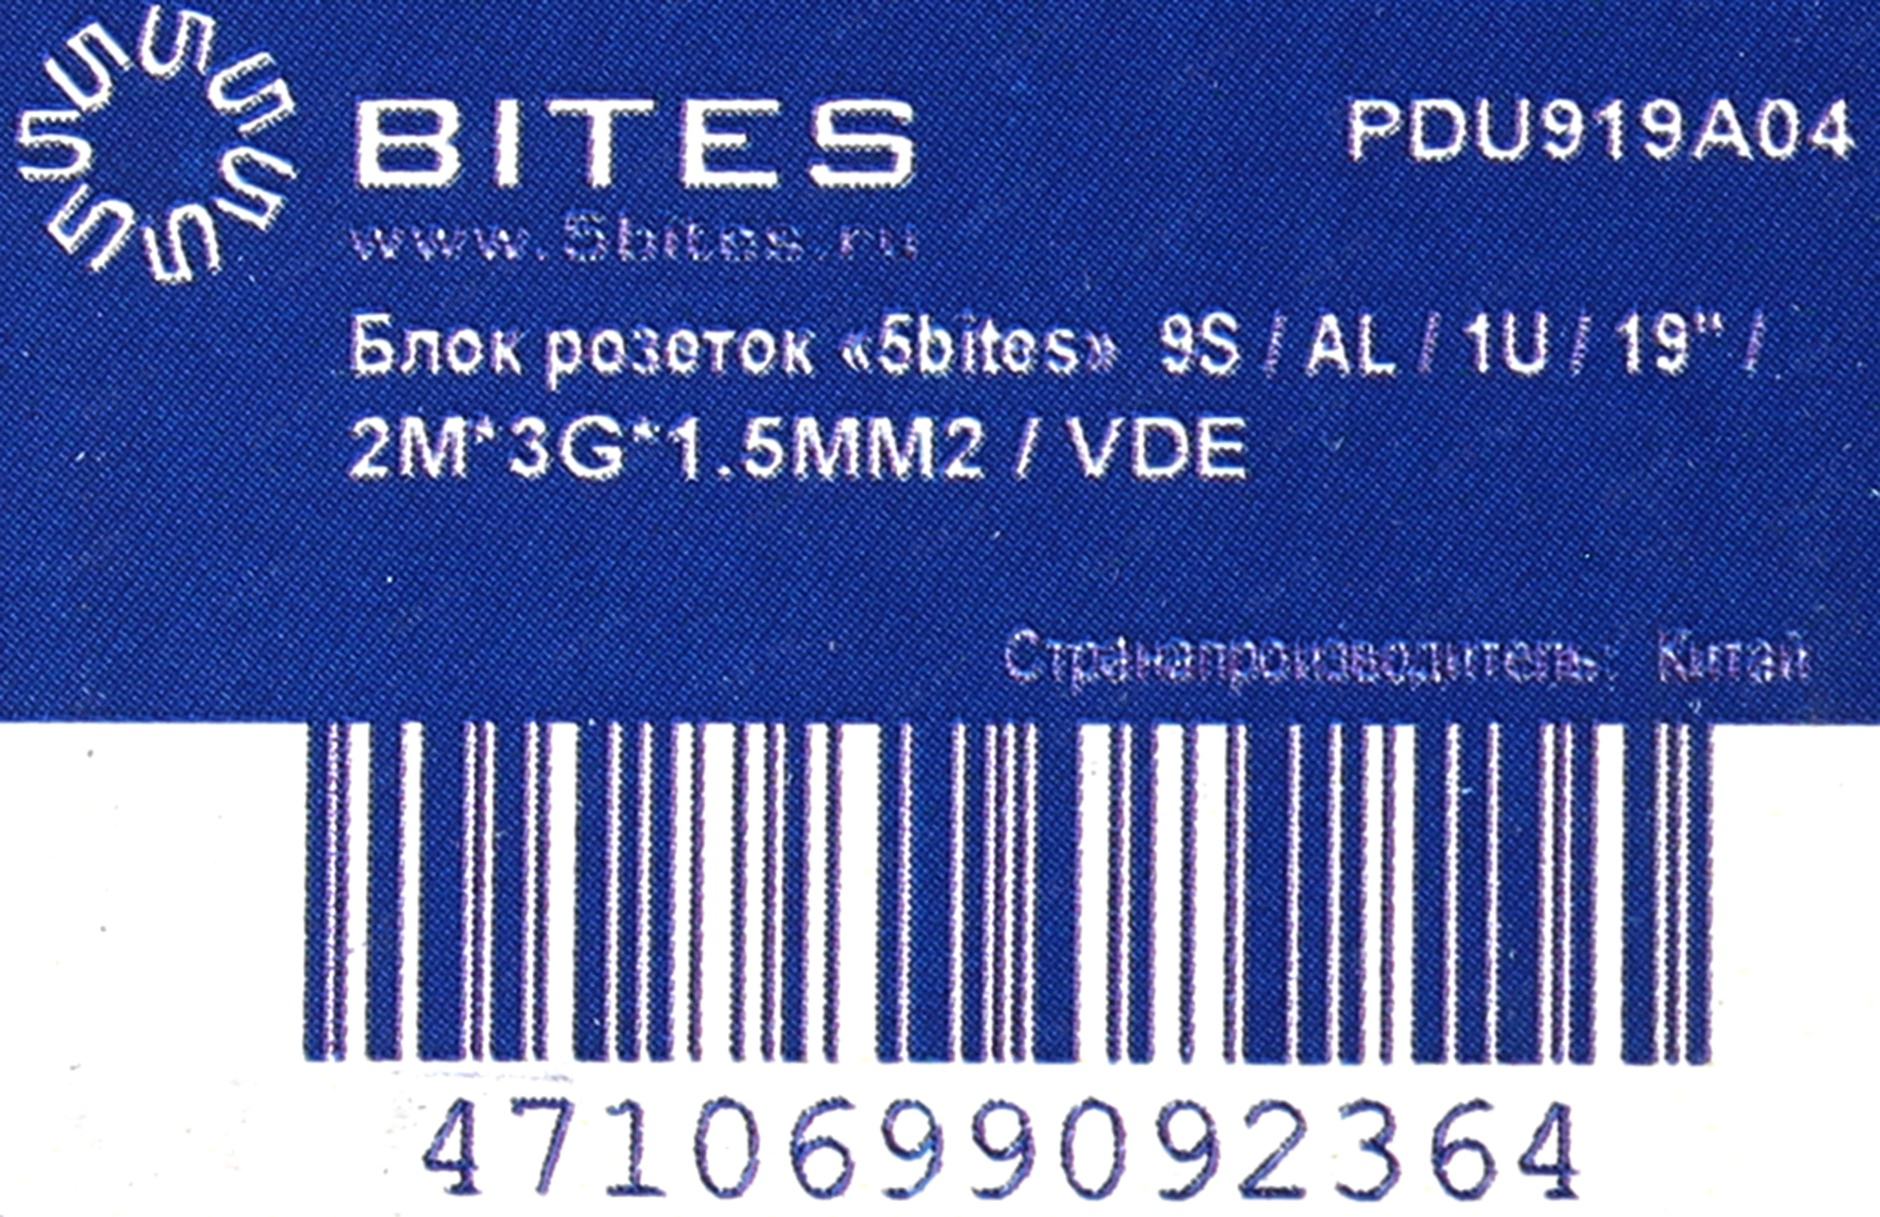 BITES
PDU919A04
www.5bites.ru
Блок розеток «5bites» 9S / AL / 1U / 19" /
2M*3G*1.5MM2 / VDE
Странапроизводитель: Китай
4710699092364